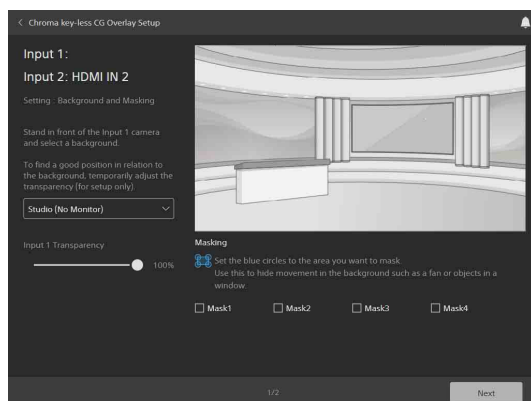 Chroma key-less CG Overlay Setup
Input 1:
Input 2: HDMI IN 2
Setting : Background and Masking
Stand in front of the Input 1 camera
and select a background.
To find a good position in relation to
the background, temporarily adjust the
transparency (for setup only).
Studio (No Monitor)
Input 1 Transparency
100%
Masking
Set the blue circles to the area you want to mask.
Use this to hide movement in the background such as a fan or objects in a
window.
Mask1 Mask2 Mask3 Mask4
1/2
Next